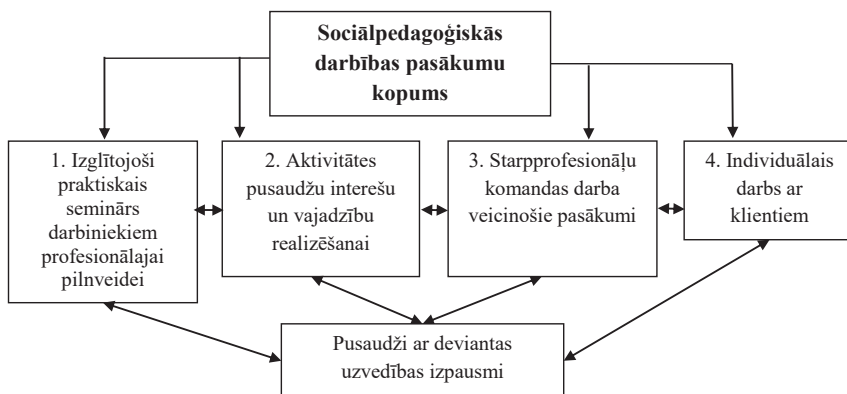 Sociālpedagoģiskās
darbības pasākumu
kopums
1. Izglītojoši
praktiskais
seminārs
darbiniekiem
profesionālajai
pilnveidei
2. Aktivitātes
pusaudžu interešu
un vajadzību
realizēšanai
3. Starpprofesionāļu
komandas darba
veicinošie pasākumi
4. Individuālais
darbs ar
klientiem
Pusaudži ar deviantas
uzvedības izpausmi